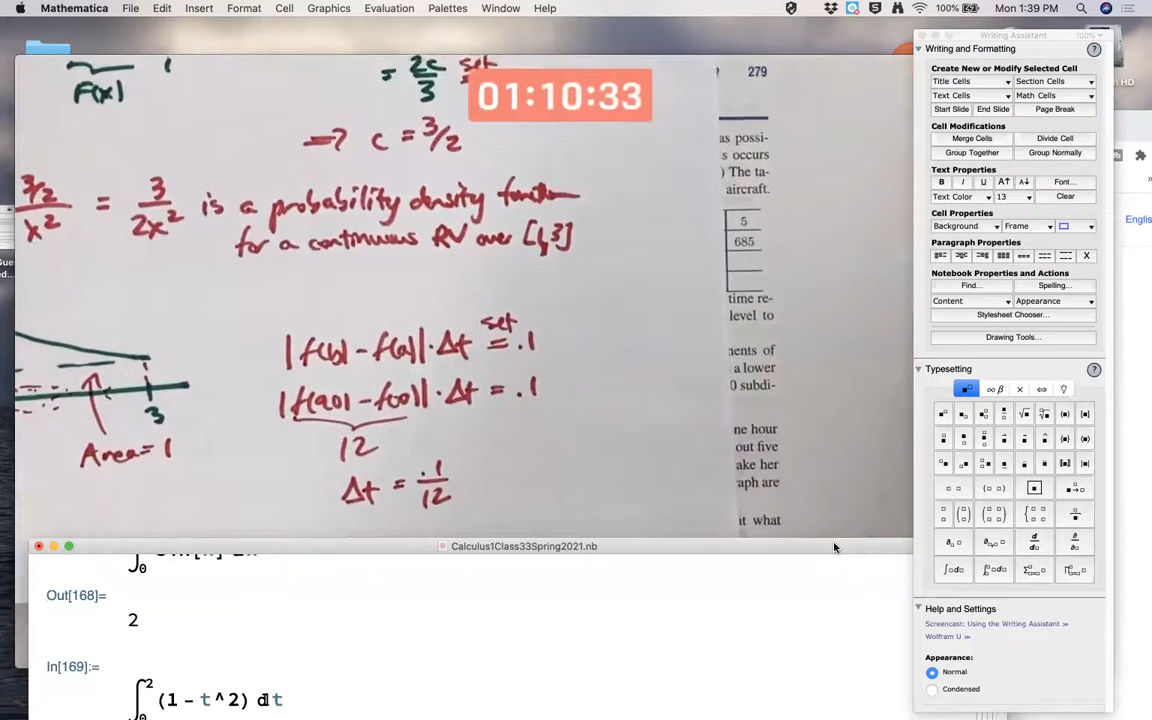 Mathematica File Edit Insert Format Cell Graphics Evaluation Palettes Window Help
100% Mon 1:39 PM
F(x)
1
= 2c/3 set
01:10:33
=> c = 3/2
(3/2)/x² = 3/(2x²) is a probability density function
for a continuous RV over [1,3]
|f(b) - f(a)|·Δt set = .1
|f(20) - f(0)|·Δt = .1
12
Δt = .1/12
3
Area = 1
279
as possi-
s occurs
) The ta-
aircraft.
5
685
time re-
level to
nents of
a lower
0 subdi-
ne hour
out five
ake her
aph are
at what
Calculus1Class33Spring2021.nb
Out[168]=
2
In[169]:=
∫₀² (1 - t^2) dt
Writing Assistant
100%
Writing and Formatting
Create New or Modify Selected Cell
Title Cells Section Cells
Text Cells Math Cells
Start Slide End Slide Page Break
Cell Modifications
Merge Cells Divide Cell
Group Together Group Normally
Text Properties
B I U A↑ A↓ Font...
Text Color 13 Clear
Cell Properties
Background Frame
Paragraph Properties
X
Notebook Properties and Actions
Find... Spelling...
Content Appearance
Stylesheet Chooser...
Drawing Tools...
Typesetting
∞β
Help and Settings
Screencast: Using the Writing Assistant »
Wolfram U »
Appearance:
Normal
Condensed
HD
Englis